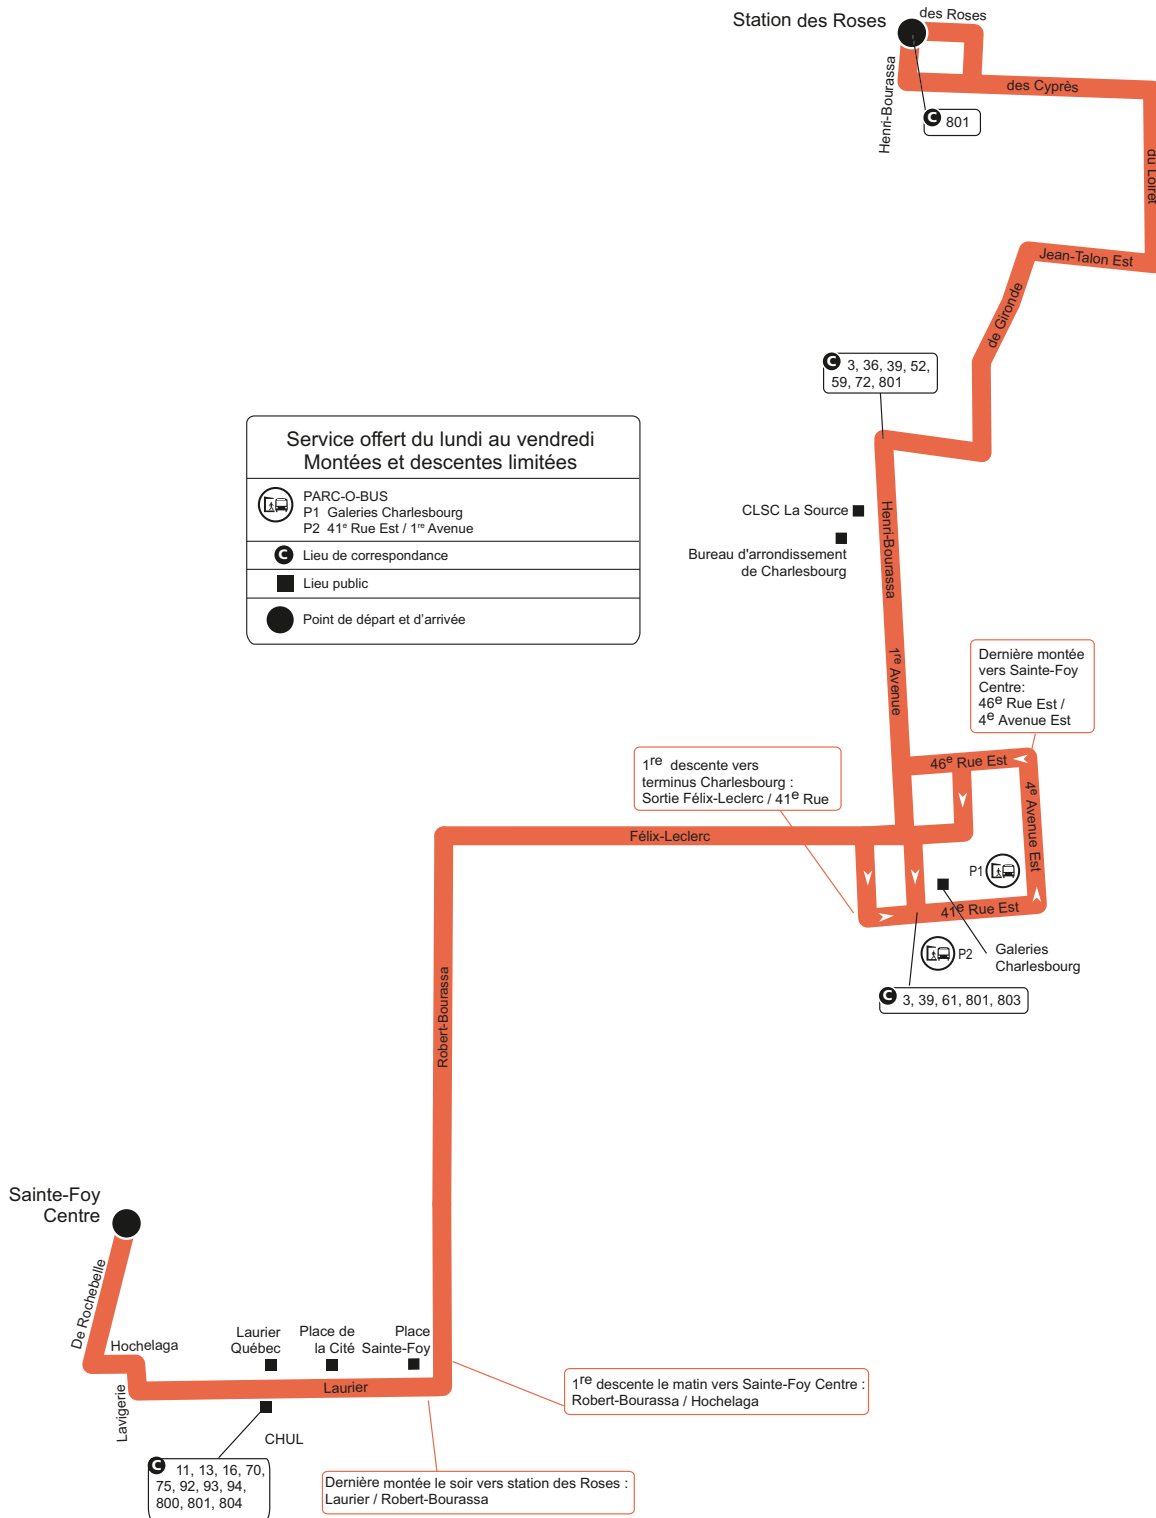 Station des Roses
des Roses
Henri-Bourassa
des Cyprès
C 801
du Loiret
Jean-Talon Est
de Gironde
C 3, 36, 39, 52,
59, 72, 801
Service offert du lundi au vendredi
Montées et descentes limitées
PARC-O-BUS
P1 Galeries Charlesbourg
P2 41e Rue Est / 1re Avenue
C Lieu de correspondance
Lieu public
Point de départ et d'arrivée
CLSC La Source
Bureau d'arrondissement
de Charlesbourg
Henri-Bourassa
1re Avenue
Dernière montée
vers Sainte-Foy
Centre:
46e Rue Est /
4e Avenue Est
1re descente vers
terminus Charlesbourg :
Sortie Félix-Leclerc / 41e Rue
46e Rue Est
4e Avenue Est
Félix-Leclerc
P1
41e Rue Est
P2
Galeries
Charlesbourg
C 3, 39, 61, 801, 803
Robert-Bourassa
Sainte-Foy
Centre
De Rochebelle
Hochelaga
Lavigerie
Laurier
Québec
Place de
la Cité
Place
Sainte-Foy
Laurier
CHUL
1re descente le matin vers Sainte-Foy Centre :
Robert-Bourassa / Hochelaga
C 11, 13, 16, 70,
75, 92, 93, 94,
800, 801, 804
Dernière montée le soir vers station des Roses :
Laurier / Robert-Bourassa